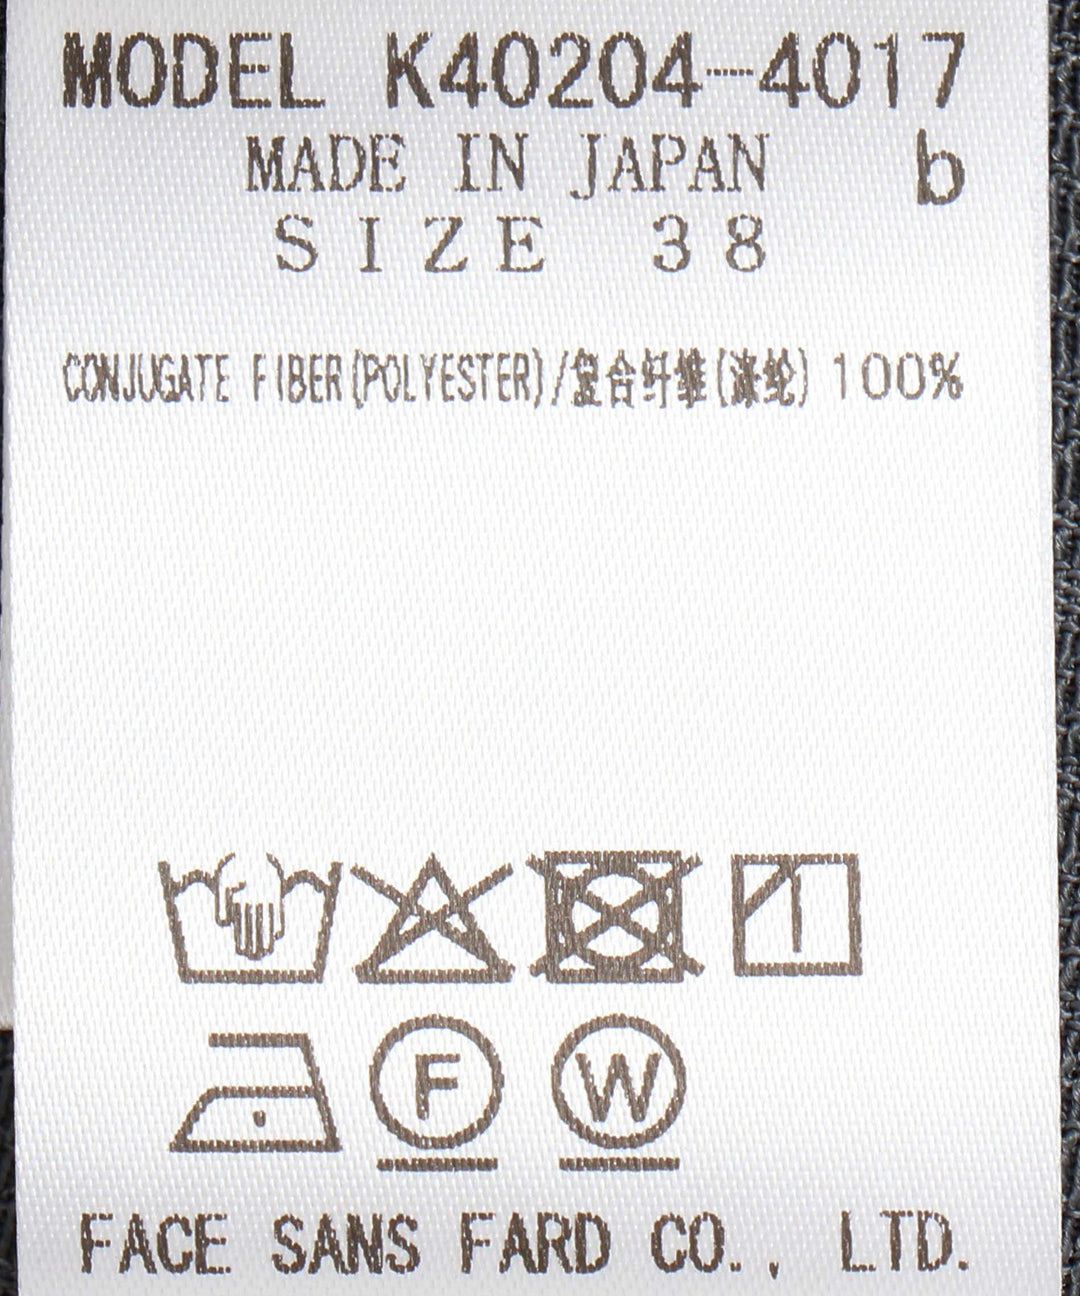 MODEL K40204-4017
MADE IN JAPAN b
SIZE 38
CONJUGATE FIBER(POLYESTER)/复合纤维(涤纶) 100%
F W
FACE SANS FARD CO., LTD.